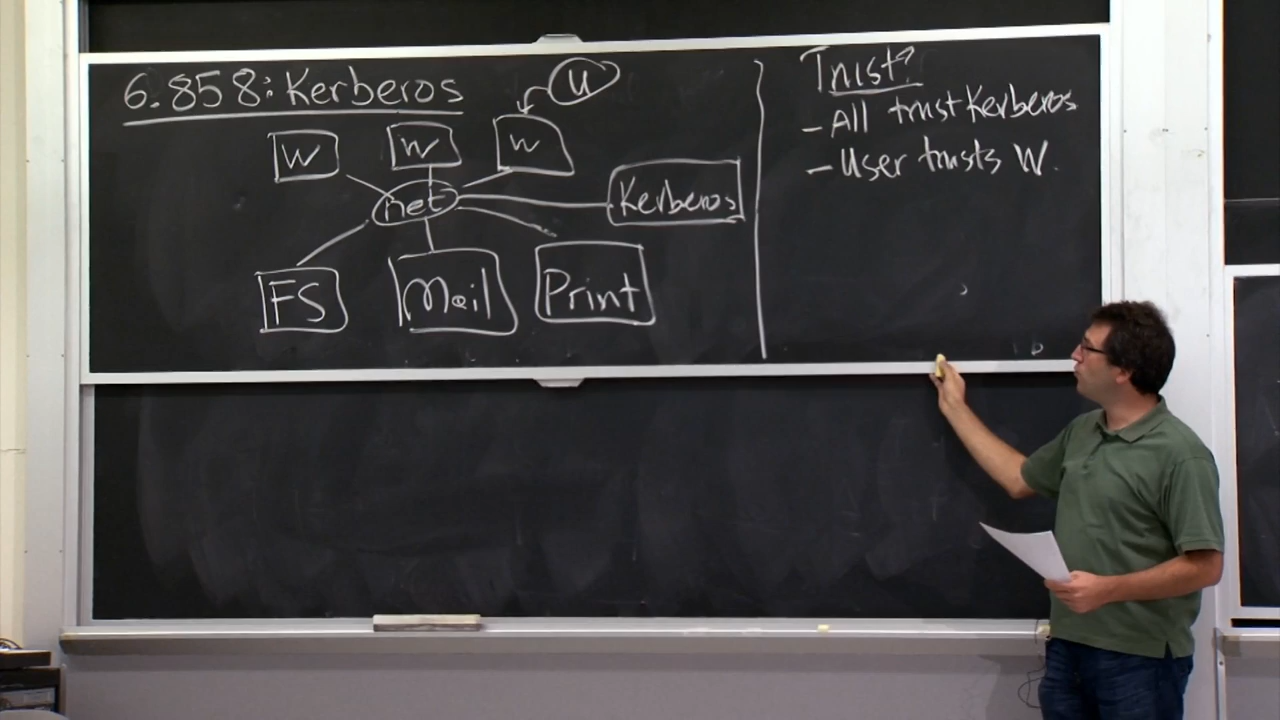 6.858: Kerberos
u
W
W
W
net
Kerberos
FS
Mail
Print
Trust?
- All trust Kerberos
- User trusts W.